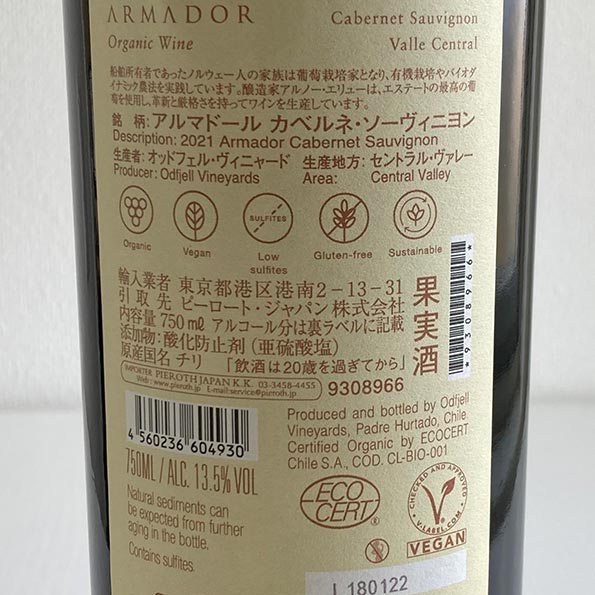 ARMADOR
Cabernet Sauvignon
Organic Wine
Valle Central
船舶所有者であったノルウェー人の家族は葡萄栽培家となり、有機栽培やバイオダ
イナミック農法を実践しています。醸造家アルノー・エリューは、エステートの最高の葡
萄を使用し、革新と厳格さを持ってワインを生産しています。
銘 柄: アルマドール カベルネ・ソーヴィニヨン
Description: 2021 Armador Cabernet Sauvignon
生産者: オッドフェル・ヴィニャード 生産地方: セントラル・ヴァレー
Producer: Odfjell Vineyards Area: Central Valley
Organic
Vegan
SULFITES
Low
sulfites
Gluten-free
Sustainable
輸入業者 東京都港区港南2-13-31
引取先 ピーロート・ジャパン株式会社
内容量 750㎖ アルコール分は裏ラベルに記載
添加物: 酸化防止剤(亜硫酸塩)
原産国名 チリ 「飲酒は20歳を過ぎてから」
果実酒
*9308966*
IMPORTER PIEROTH JAPAN K.K. 03-3458-4455
Web: www.pieroth.jp E-mail:service@pieroth.jp
9308966
4 560236 604930
750ML / ALC. 13.5% VOL
Natural sediments can
be expected from further
aging in the bottle.
Contains sulfites.
Produced and bottled by Odfjell
Vineyards, Padre Hurtado, Chile.
Certified Organic by ECOCERT
Chile S.A., COD. CL-BIO-001
ECO
CERT
CHECKED AND APPROVED
V-LABEL.COM
VEGAN
L 180122